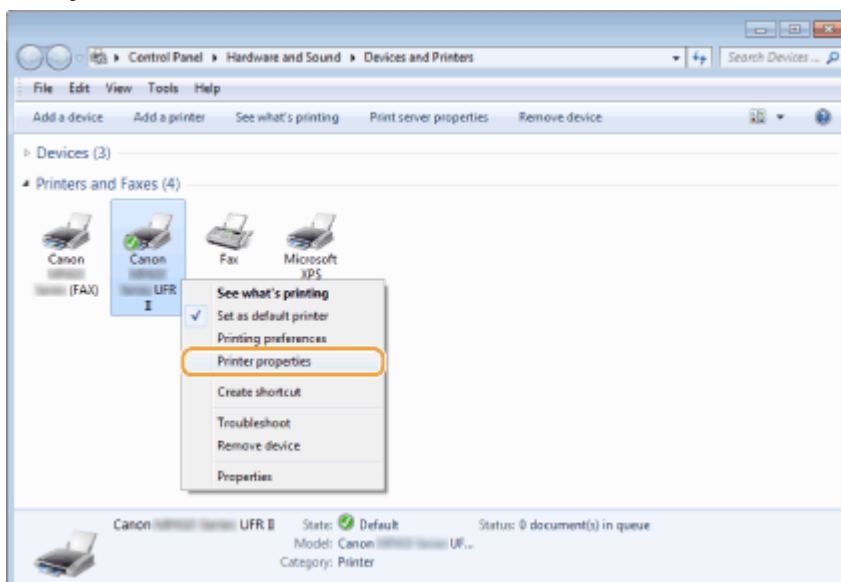 Control Panel ▸ Hardware and Sound ▸ Devices and Printers
Search Devices ...
File Edit View Tools Help
Add a device Add a printer See what's printing Print server properties Remove device
Devices (3)
Printers and Faxes (4)
Canon
(FAX)
Canon
UFR
II
Fax
Microsoft
XPS
See what's printing
Set as default printer
Printing preferences
Printer properties
Create shortcut
Troubleshoot
Remove device
Properties
Canon UFR II State: Default Status: 0 document(s) in queue
Model: Canon UF...
Category: Printer